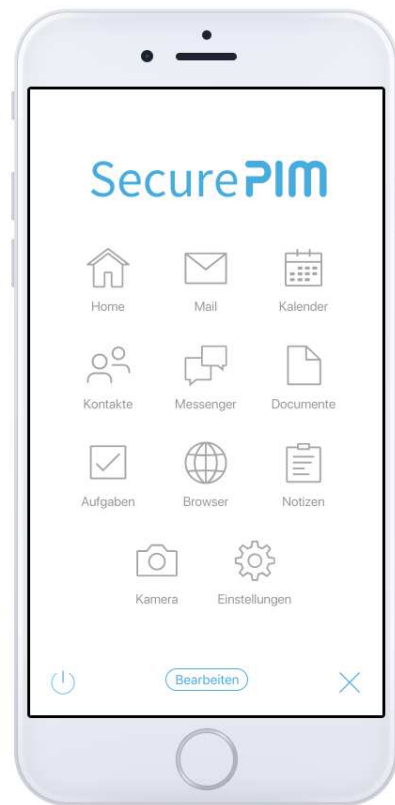 SecurePIM
Home Mail Kalender
Kontakte Messenger Documente
Aufgaben Browser Notizen
Kamera Einstellungen
Bearbeiten